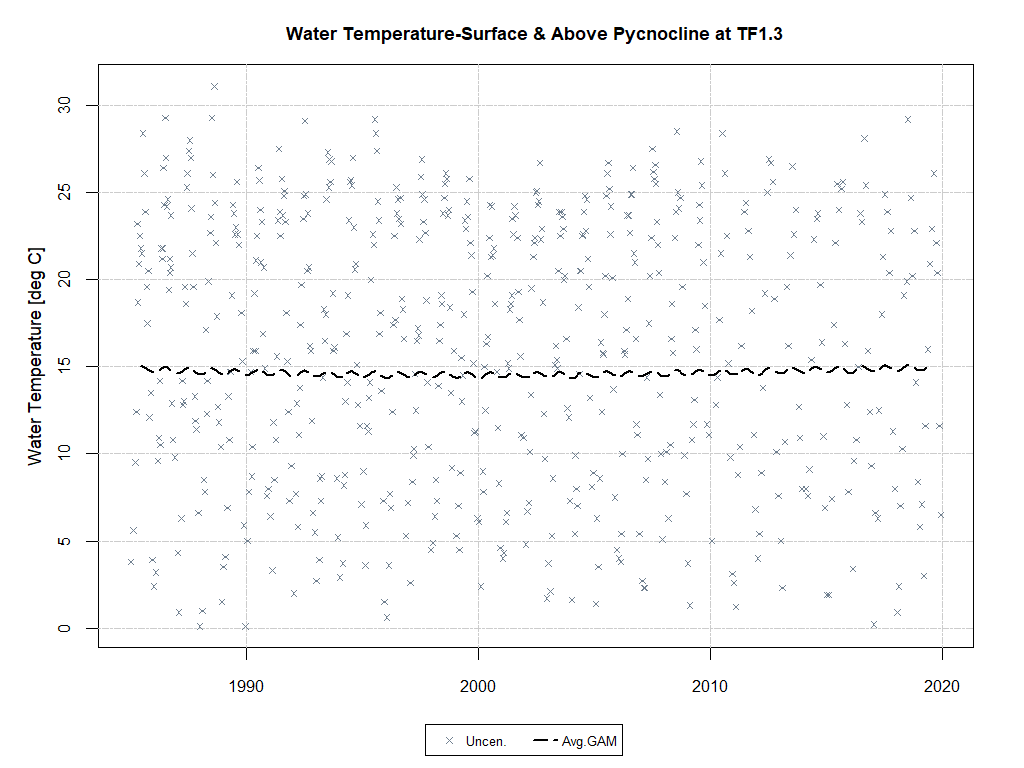 Water Temperature-Surface & Above Pycnocline at TF1.3
Water Temperature [deg C]
30
25
20
15
10
5
0
1990 2000 2010 2020
Uncen. Avg.GAM